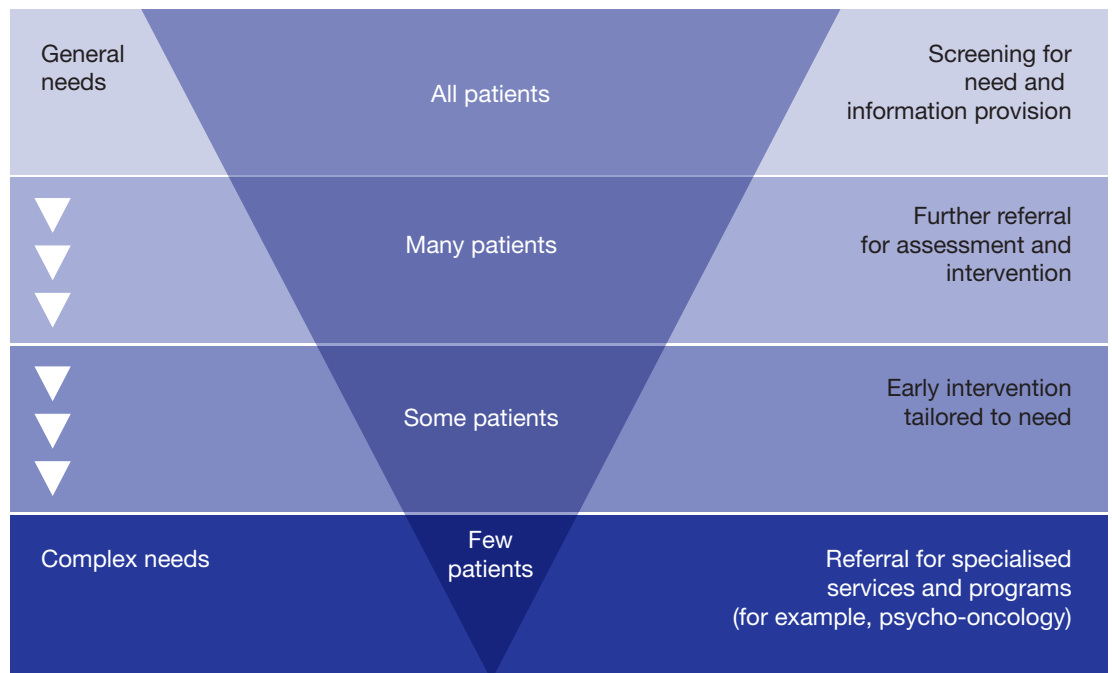 General
needs
All patients
Screening for
need and
information provision
Many patients
Further referral
for assessment and
intervention
Some patients
Early intervention
tailored to need
Complex needs
Few
patients
Referral for specialised
services and programs
(for example, psycho-oncology)